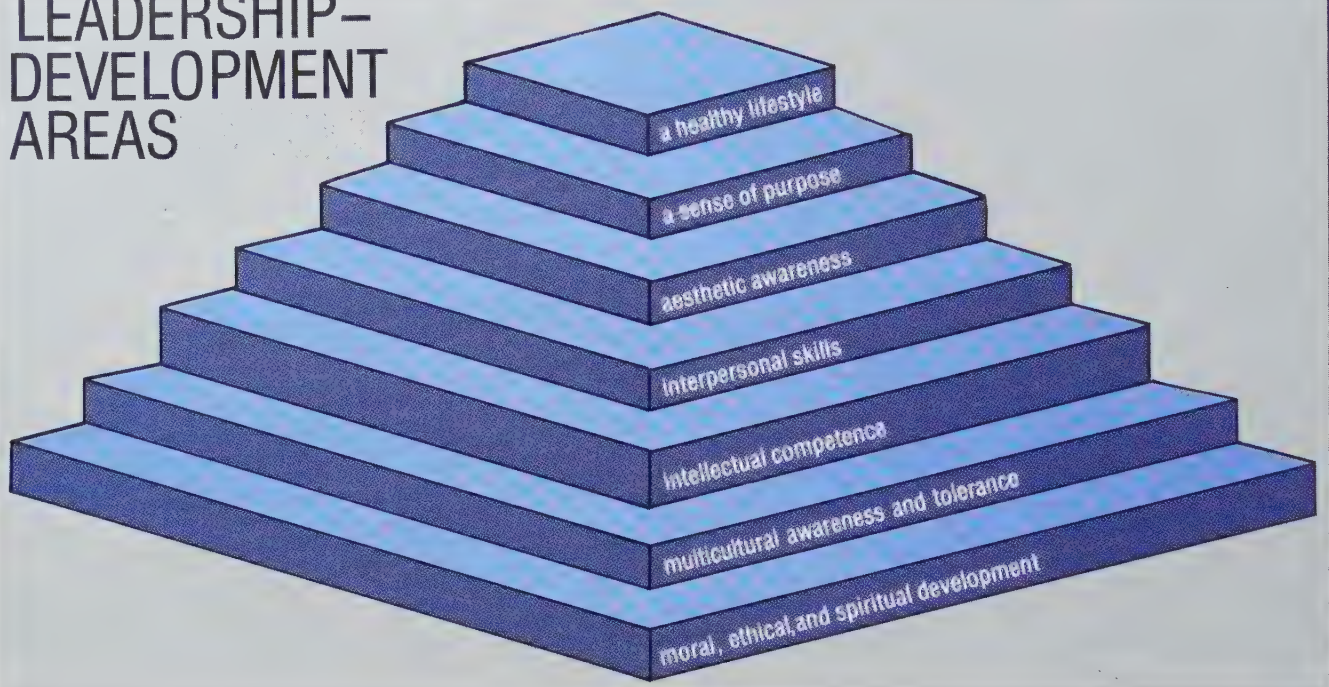 LEADERSHIP–
DEVELOPMENT
AREAS
a healthy lifestyle
a sense of purpose
aesthetic awareness
interpersonal skills
intellectual competence
multicultural awareness and tolerance
moral, ethical,and spiritual development